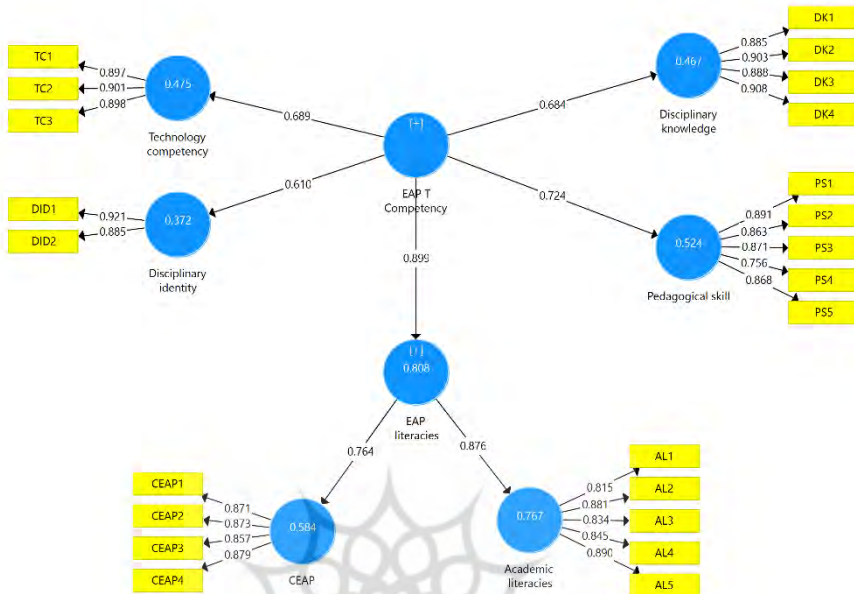 TC1
TC2
TC3
0.897
0.901
0.898
0.475
Technology
competency
0.689
DID1
DID2
0.921
0.885
0.372
Disciplinary
identity
0.610
[+]
EAP T
Competency
0.684
0.467
Disciplinary
knowledge
0.885
0.903
0.888
0.908
DK1
DK2
DK3
DK4
0.724
0.524
Pedagogical skill
0.891
0.863
0.871
0.756
0.868
PS1
PS2
PS3
PS4
PS5
0.899
[+]
0.808
EAP
literacies
0.764
0.876
CEAP1
CEAP2
CEAP3
CEAP4
0.871
0.873
0.857
0.879
0.584
CEAP
0.767
Academic
literacies
0.815
0.881
0.834
0.845
0.890
AL1
AL2
AL3
AL4
AL5